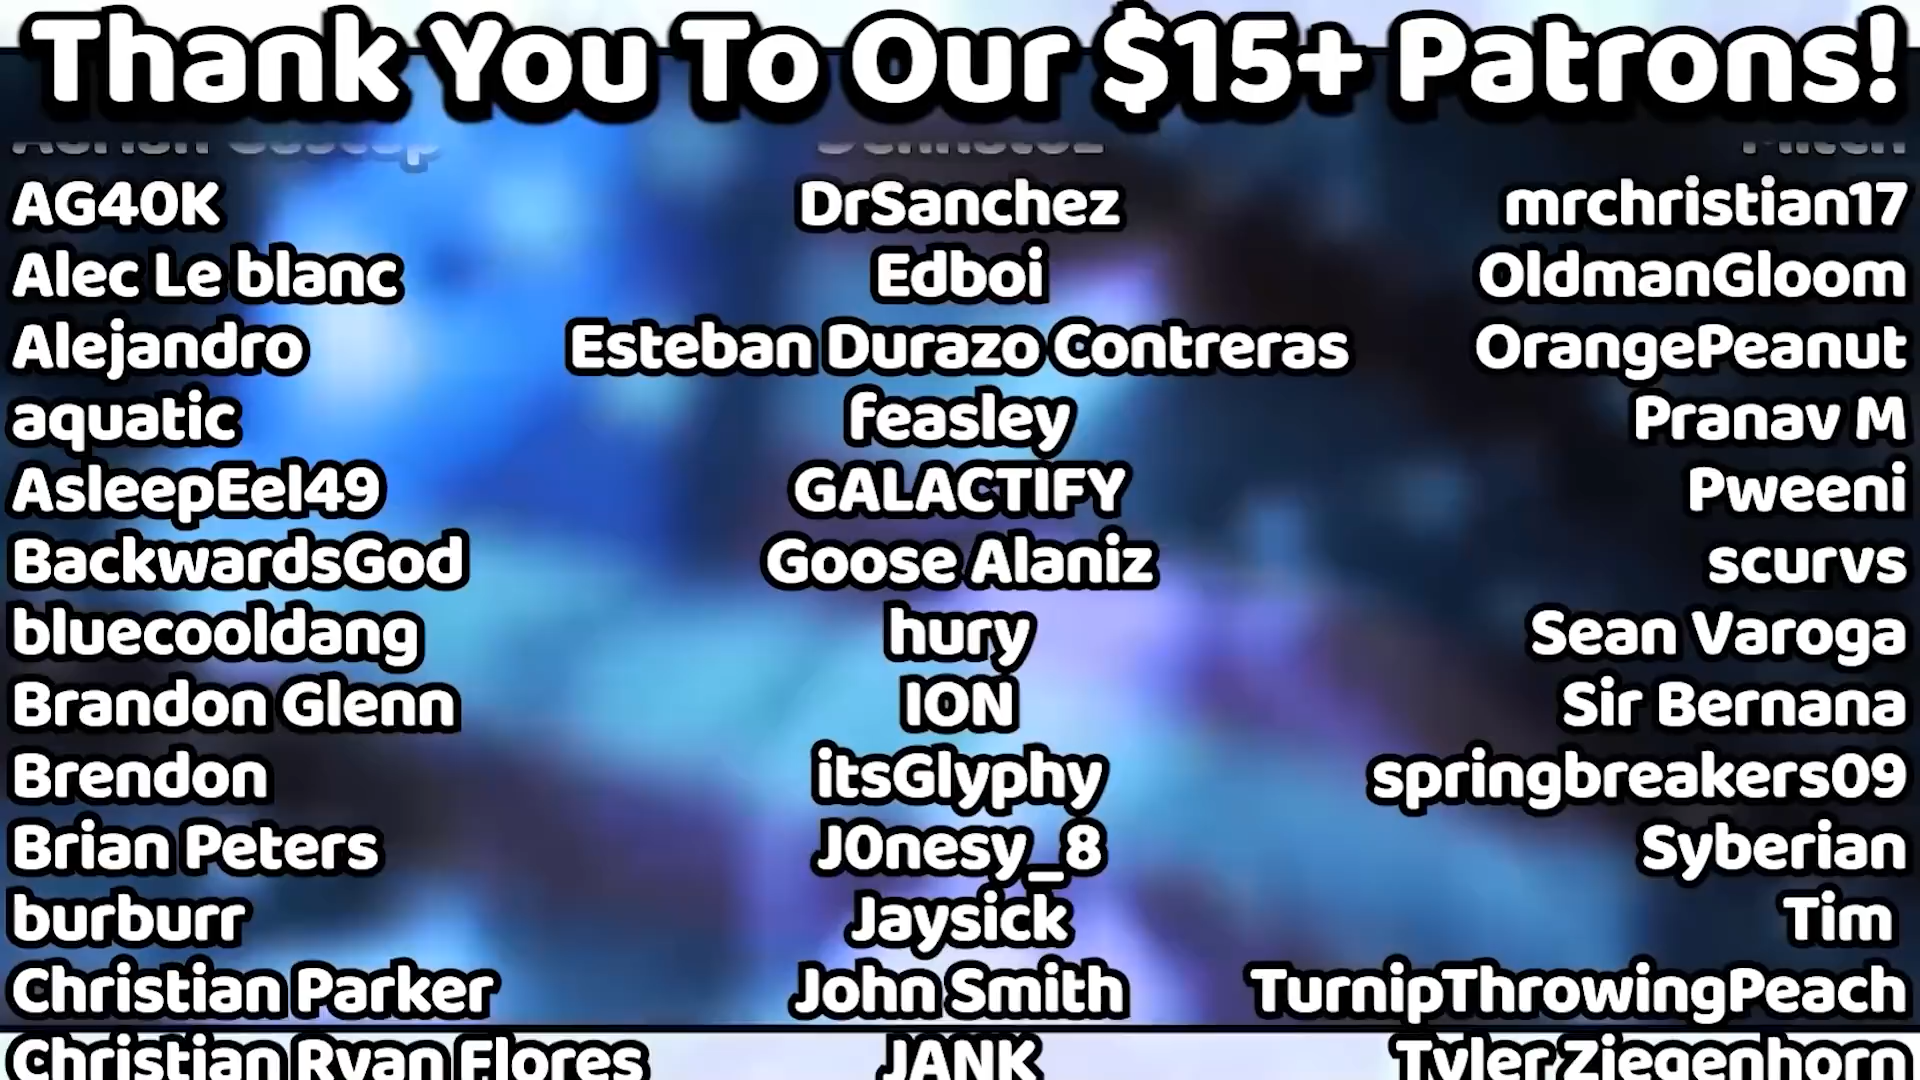 Thank You To Our $15+ Patrons!
AG40K
Alec Le blanc
Alejandro
aquatic
AsleepEel49
BackwardsGod
bluecooldang
Brandon Glenn
Brendon
Brian Peters
burburr
Christian Parker
Christian Ryan Flores
DrSanchez
Edboi
Esteban Durazo Contreras
feasley
GALACTIFY
Goose Alaniz
hury
ION
itsGlyphy
J0nesy_8
Jaysick
John Smith
JANK
mrchristian17
OldmanGloom
OrangePeanut
Pranav M
Pweeni
scurvs
Sean Varoga
Sir Bernana
springbreakers09
Syberian
Tim
TurnipThrowingPeach
Tyler Ziegenhorn